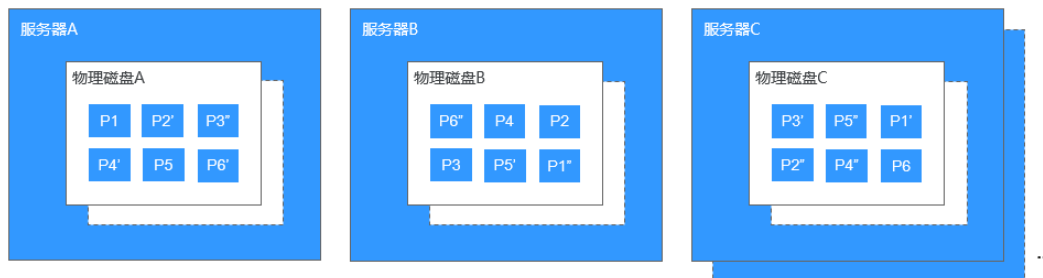 服务器A
物理磁盘A
P1 P2' P3"
P4' P5 P6'
服务器B
物理磁盘B
P6" P4 P2
P3 P5' P1"
服务器C
物理磁盘C
P3' P5" P1'
P2" P4" P6